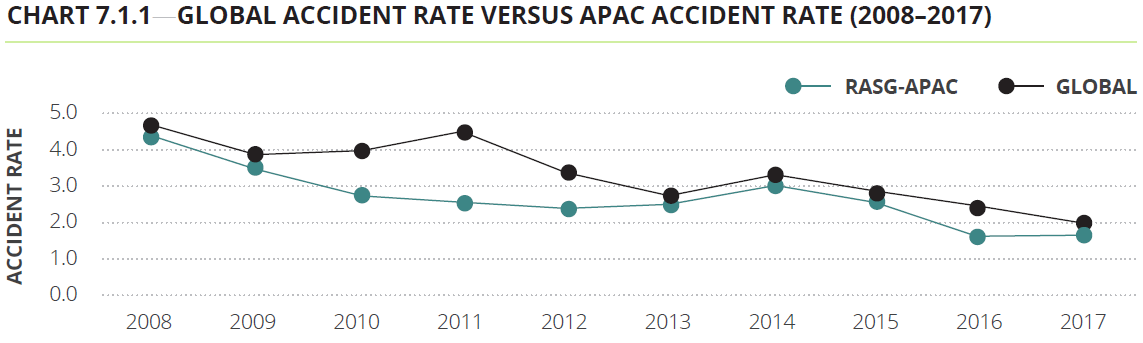 CHART 7.1.1—GLOBAL ACCIDENT RATE VERSUS APAC ACCIDENT RATE (2008–2017)
RASG-APAC GLOBAL
ACCIDENT RATE
5.0
4.0
3.0
2.0
1.0
0.0
2008 2009 2010 2011 2012 2013 2014 2015 2016 2017